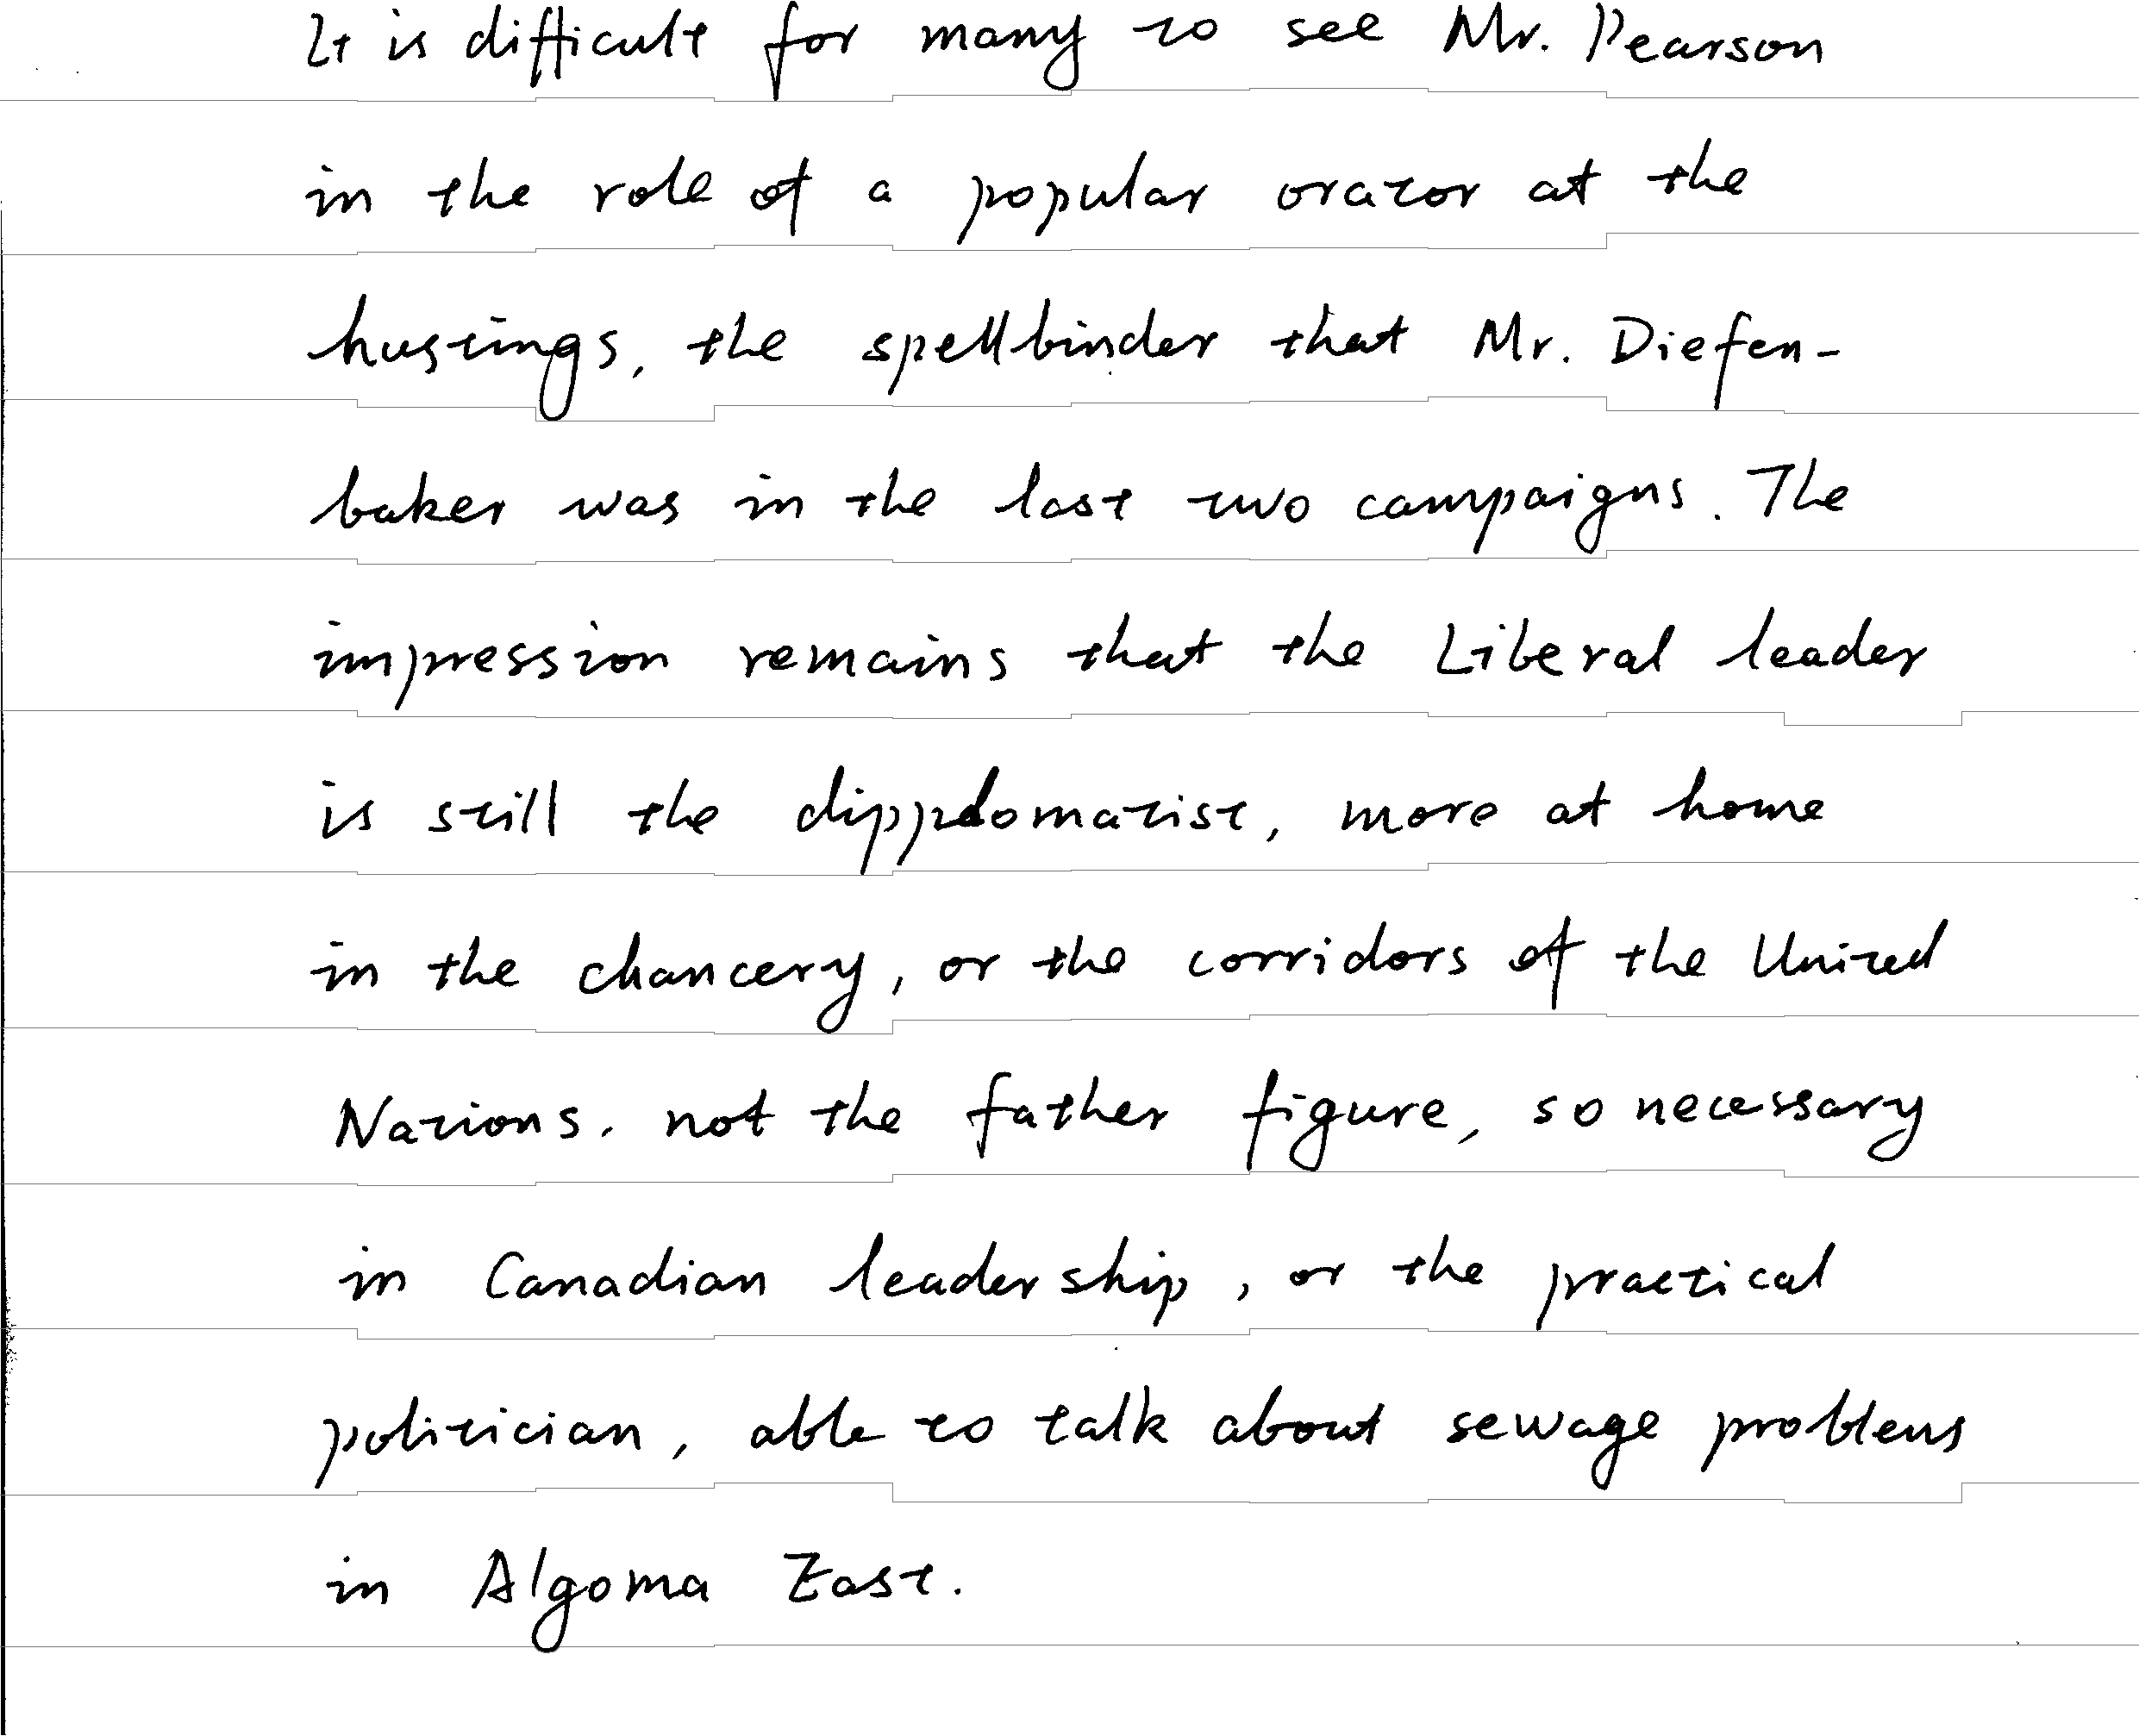 It is difficult for many to see Mr. Pearson
in the role of a popular orator at the
hustings, the spellbinder that Mr. Diefen-
baker was in the last two campaigns. The
impression remains that the Liberal leader
is still the dippdomatist, more at home
in the chancery, or the corridors of the United
Nations, not the father figure, so necessary
in Canadian leadership, or the practical
politician, able to talk about sewage problems
in Algoma East.